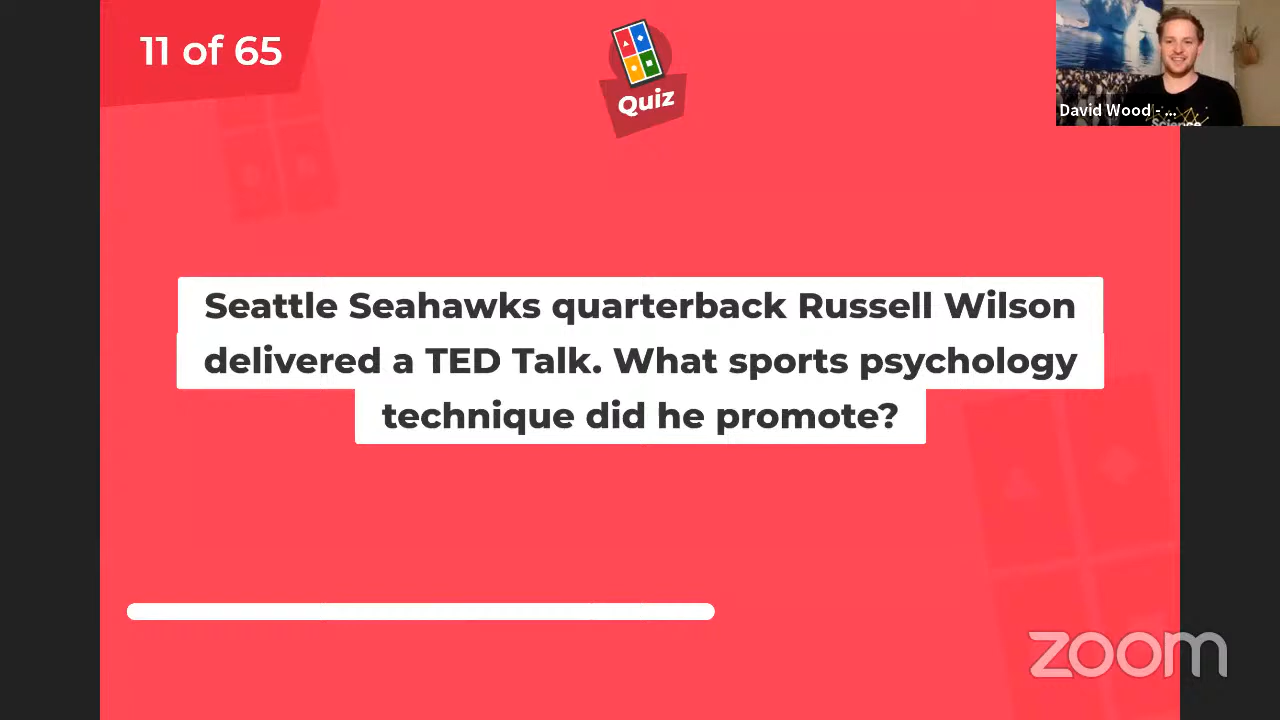 11 of 65
Quiz
David Wood - ...
Science
Seattle Seahawks quarterback Russell Wilson
delivered a TED Talk. What sports psychology
technique did he promote?
zoom